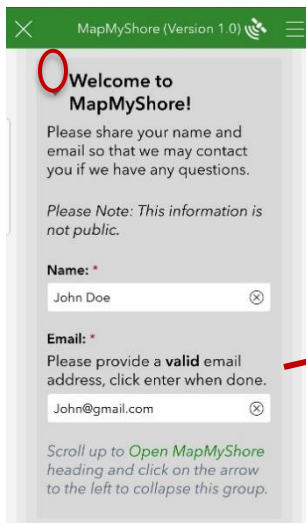 MapMyShore (Version 1.0)
Welcome to
MapMyShore!
Please share your name and
email so that we may contact
you if we have any questions.
Please Note: This information is
not public.
Name: *
John Doe
Email: *
Please provide a valid email
address, click enter when done.
John@gmail.com
Scroll up to Open MapMyShore
heading and click on the arrow
to the left to collapse this group.